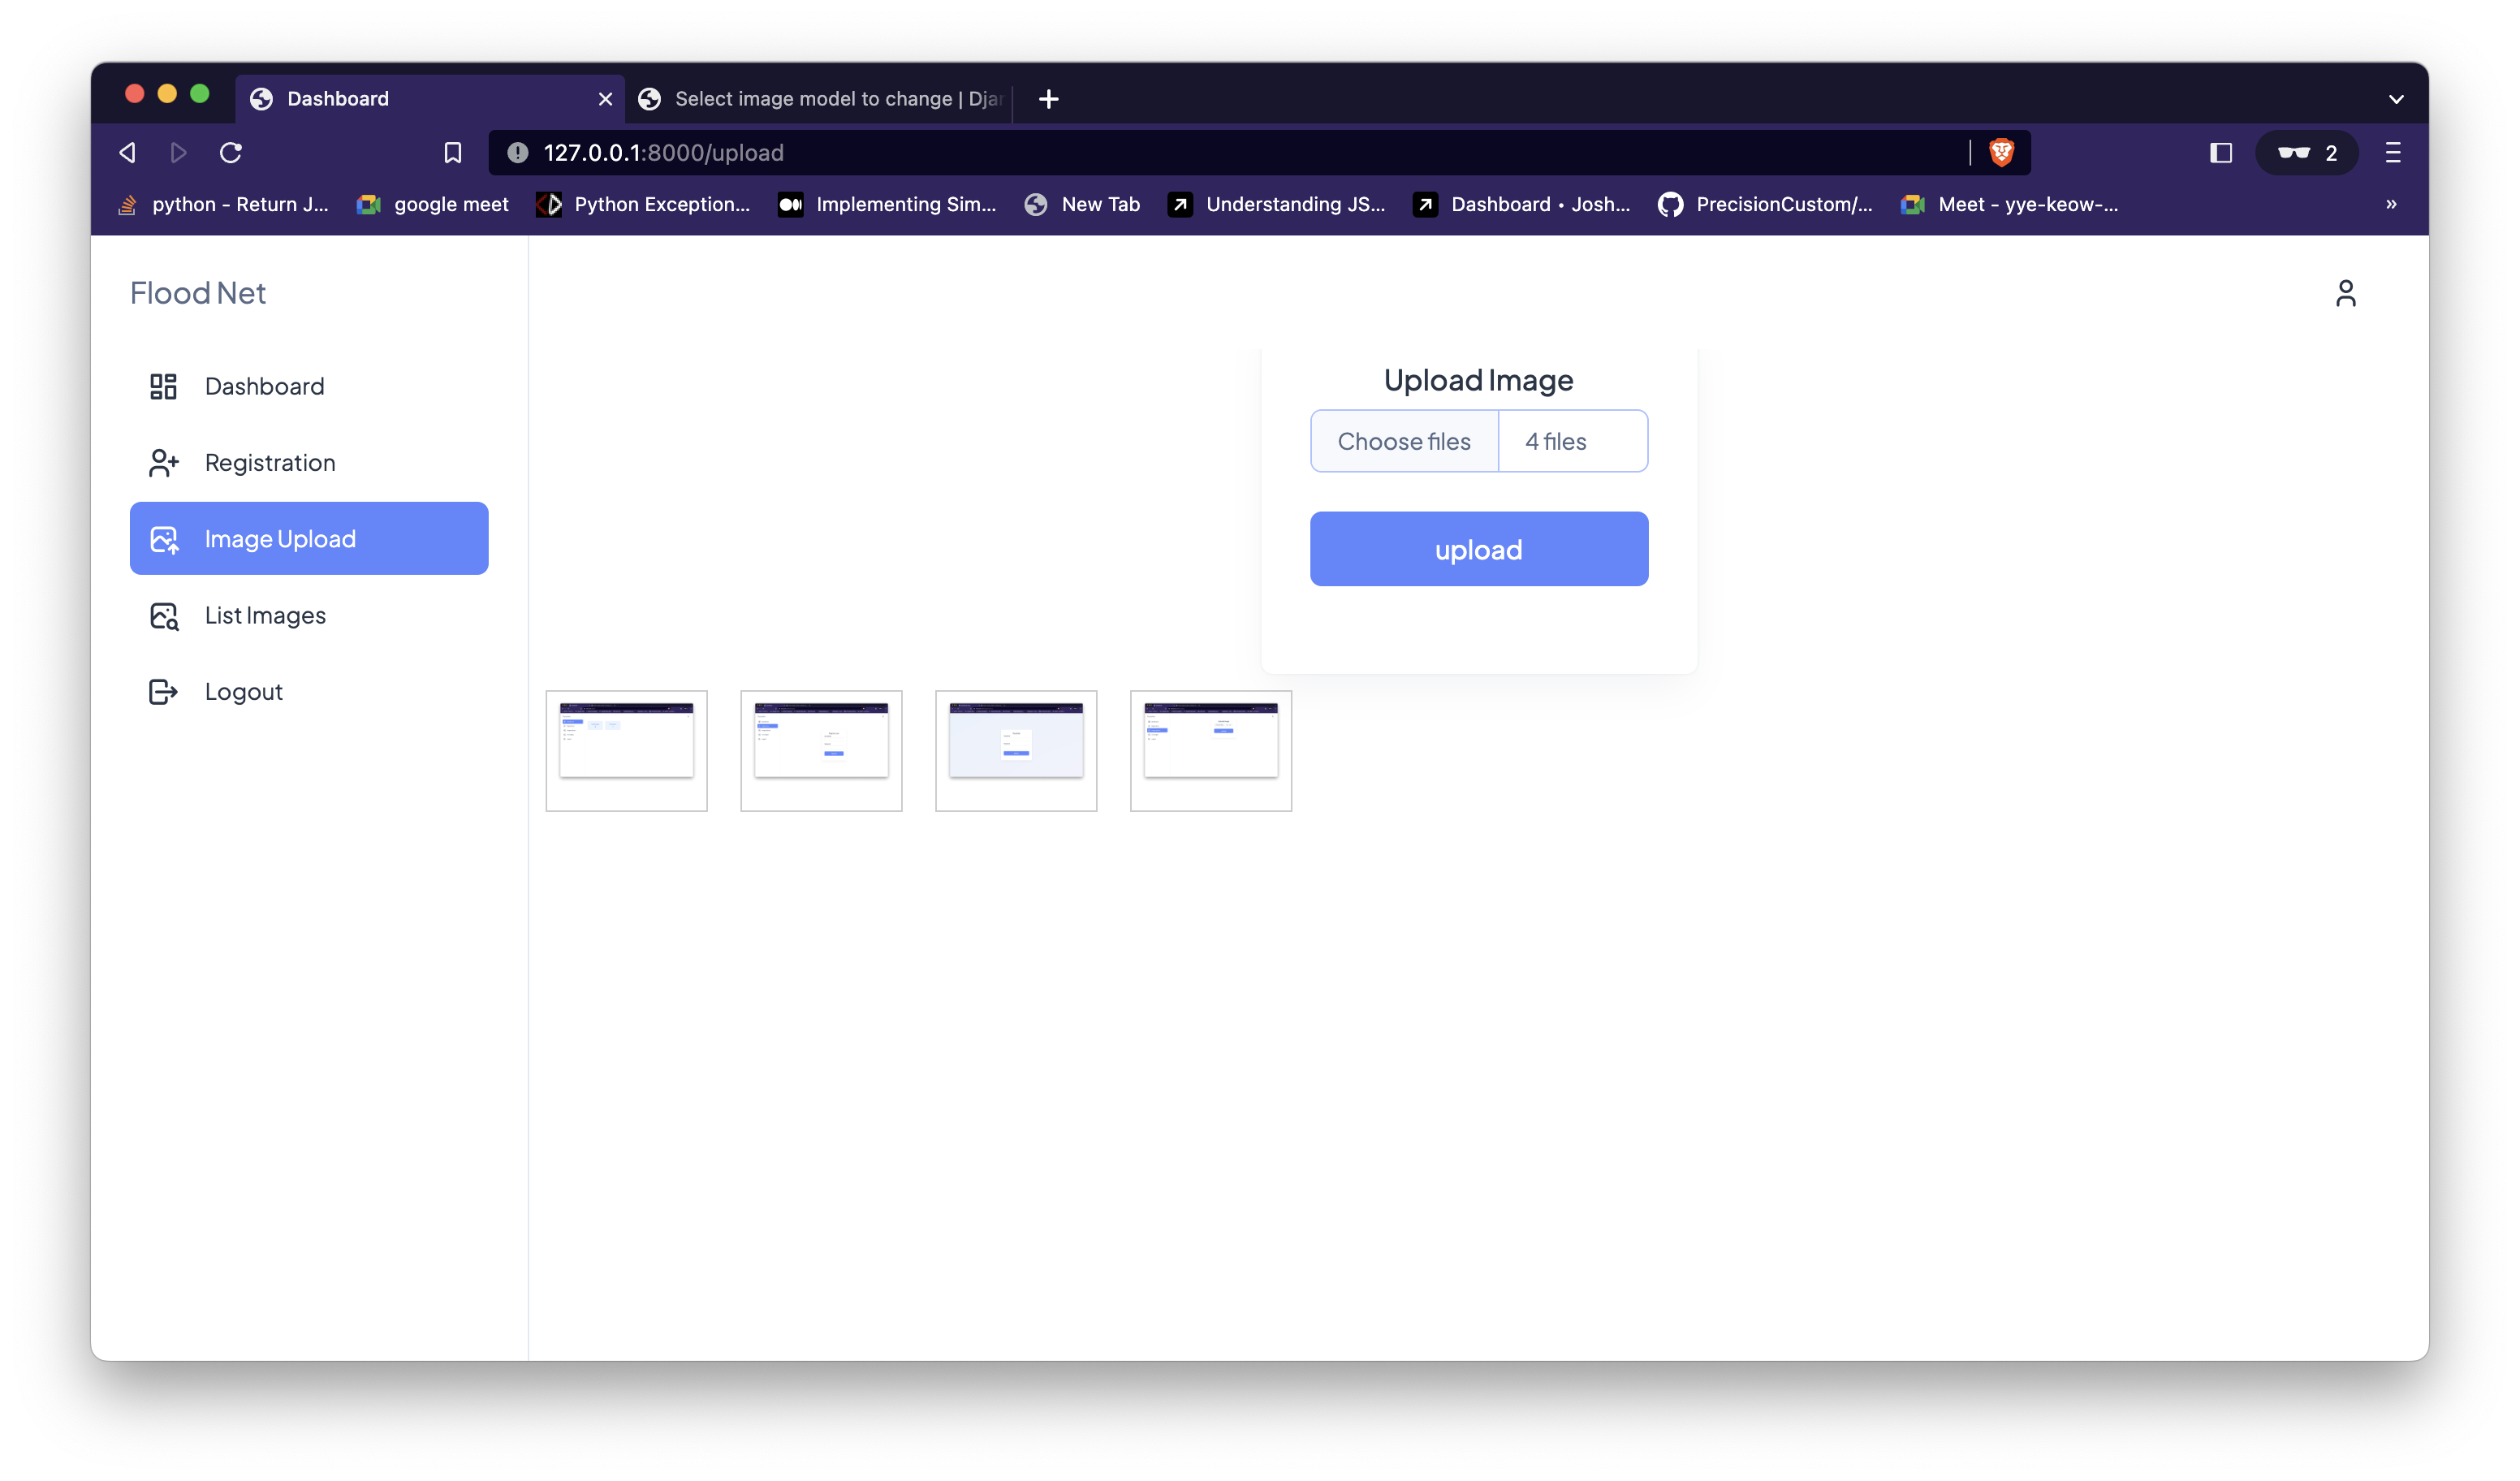 Dashboard
Select image model to change | Djan
127.0.0.1:8000/upload
2
python - Return J...
google meet
Python Exception...
Implementing Sim...
New Tab
Understanding JS...
Dashboard • Josh...
PrecisionCustom/...
Meet - yye-keow-...
»
Flood Net
Dashboard
Registration
Image Upload
List Images
Logout
Upload Image
Choose files
4 files
upload